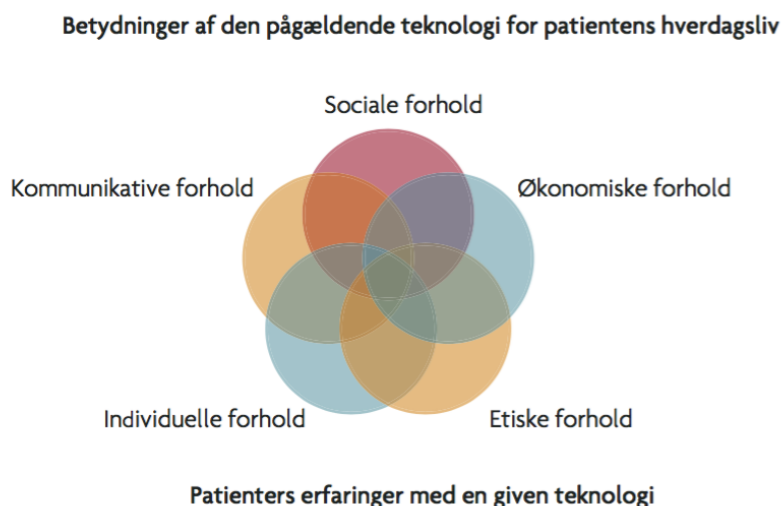 Betydninger af den pågældende teknologi for patientens hverdagsliv
Sociale forhold
Kommunikative forhold
Økonomiske forhold
Individuelle forhold
Etiske forhold
Patienters erfaringer med en given teknologi